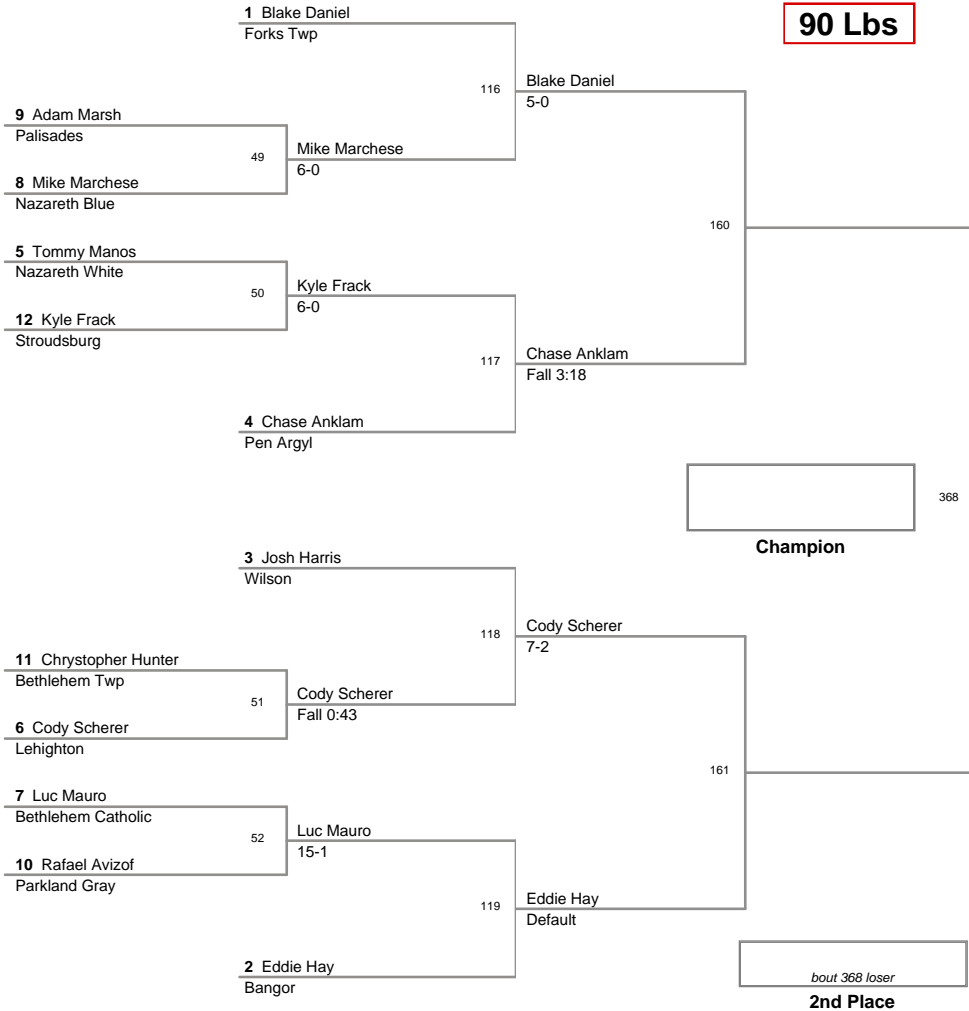 90 Lbs
1 Blake Daniel
Forks Twp
116
Blake Daniel
5-0
9 Adam Marsh
Palisades
49
Mike Marchese
6-0
8 Mike Marchese
Nazareth Blue
160
5 Tommy Manos
Nazareth White
50
Kyle Frack
6-0
12 Kyle Frack
Stroudsburg
117
Chase Anklam
Fall 3:18
4 Chase Anklam
Pen Argyl
368
Champion
3 Josh Harris
Wilson
118
Cody Scherer
7-2
11 Chrystopher Hunter
Bethlehem Twp
51
Cody Scherer
Fall 0:43
6 Cody Scherer
Lehighton
161
7 Luc Mauro
Bethlehem Catholic
52
Luc Mauro
15-1
10 Rafael Avizof
Parkland Gray
119
Eddie Hay
Default
2 Eddie Hay
Bangor
bout 368 loser
2nd Place